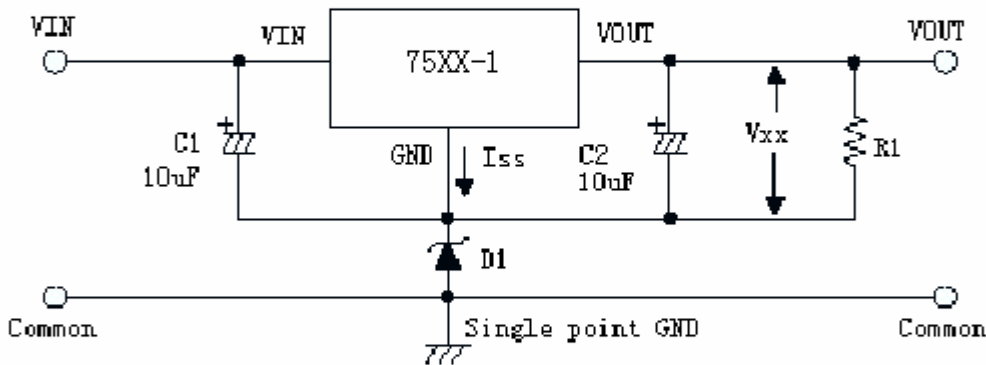 VIN
VIN
75XX-1
VOUT
VOUT
+
C1
10uF
GND
Iss
C2
10uF
+
Vxx
R1
D1
Common
Single point GND
Common